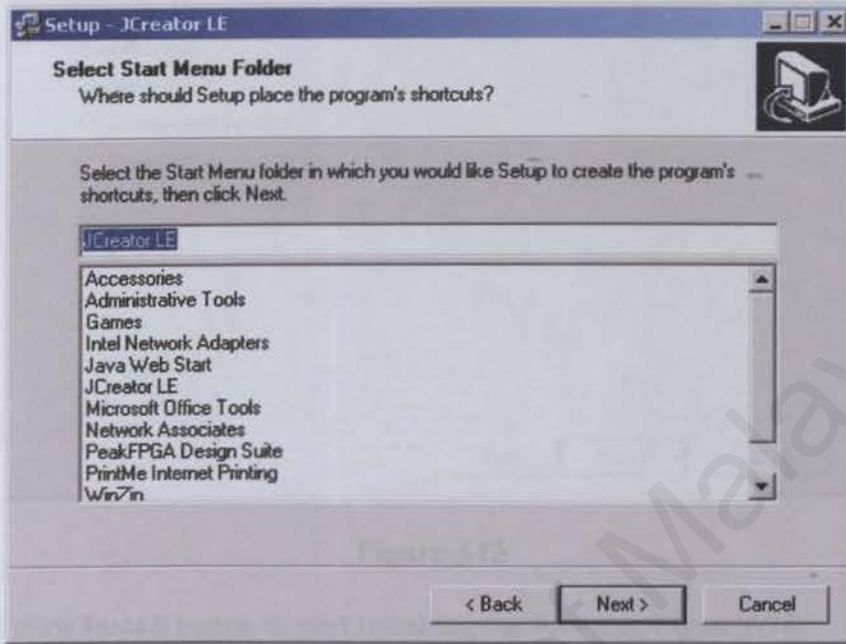 Setup - JCreator LE
Select Start Menu Folder
Where should Setup place the program's shortcuts?
Select the Start Menu folder in which you would like Setup to create the program's
shortcuts, then click Next.
JCreator LE
Accessories
Administrative Tools
Games
Intel Network Adapters
Java Web Start
JCreator LE
Microsoft Office Tools
Network Associates
PeakFPGA Design Suite
PrintMe Internet Printing
WinZip
< Back
Next >
Cancel
of Malay